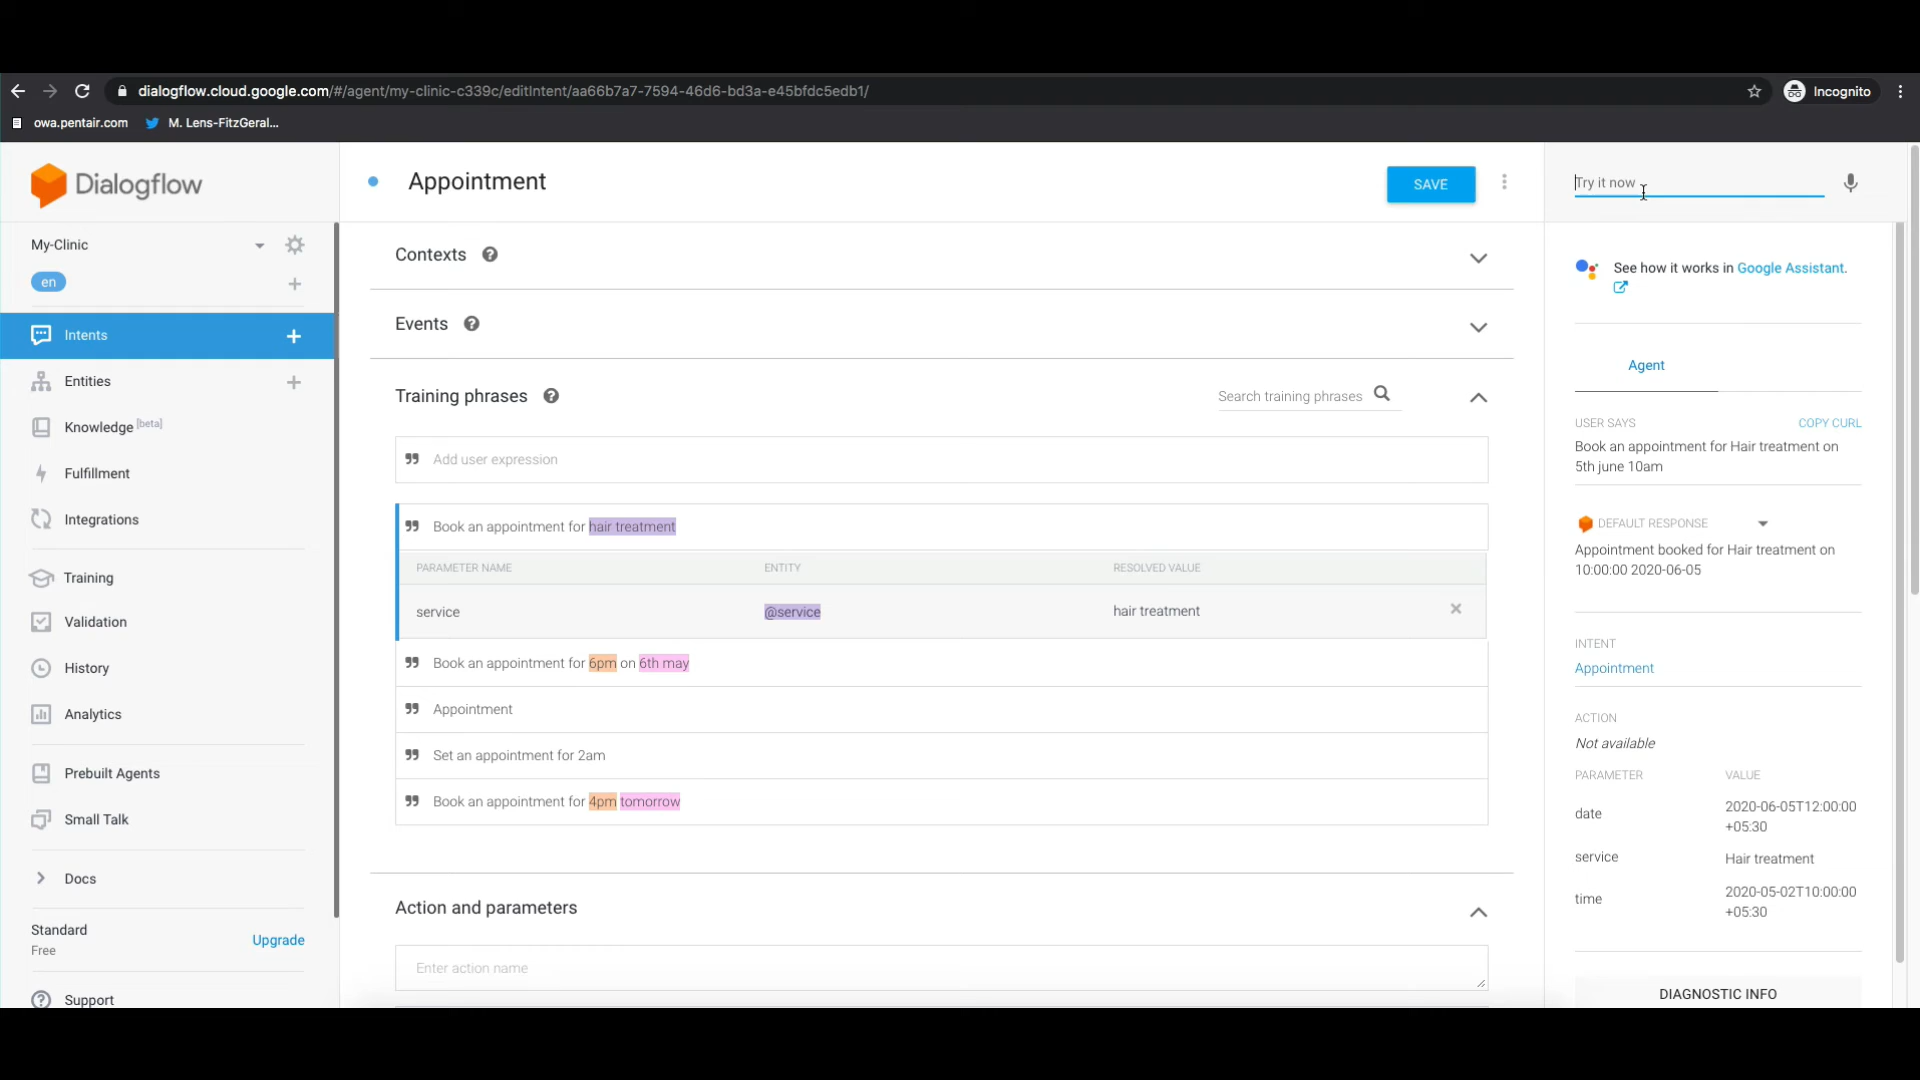 dialogflow.cloud.google.com/#/agent/my-clinic-c339c/editIntent/aa66b7a7-7594-46d6-bd3a-e45bfdc5edb1/
Incognito
owa.pentair.com
M. Lens-FitzGeral...
Dialogflow
Appointment
SAVE
Try it now
My-Clinic
en
Intents
Entities
Knowledge [beta]
Fulfillment
Integrations
Training
Validation
History
Analytics
Prebuilt Agents
Small Talk
Docs
Standard
Free
Upgrade
Support
Contexts
Events
Training phrases
Search training phrases
Add user expression
Book an appointment for hair treatment
PARAMETER NAME ENTITY RESOLVED VALUE
service @service hair treatment
Book an appointment for 6pm on 6th may
Appointment
Set an appointment for 2am
Book an appointment for 4pm tomorrow
Action and parameters
Enter action name
See how it works in Google Assistant.
Agent
USER SAYS COPY CURL
Book an appointment for Hair treatment on
5th june 10am
DEFAULT RESPONSE
Appointment booked for Hair treatment on
10:00:00 2020-06-05
INTENT
Appointment
ACTION
Not available
PARAMETER VALUE
date 2020-06-05T12:00:00
+05:30
service Hair treatment
time 2020-05-02T10:00:00
+05:30
DIAGNOSTIC INFO